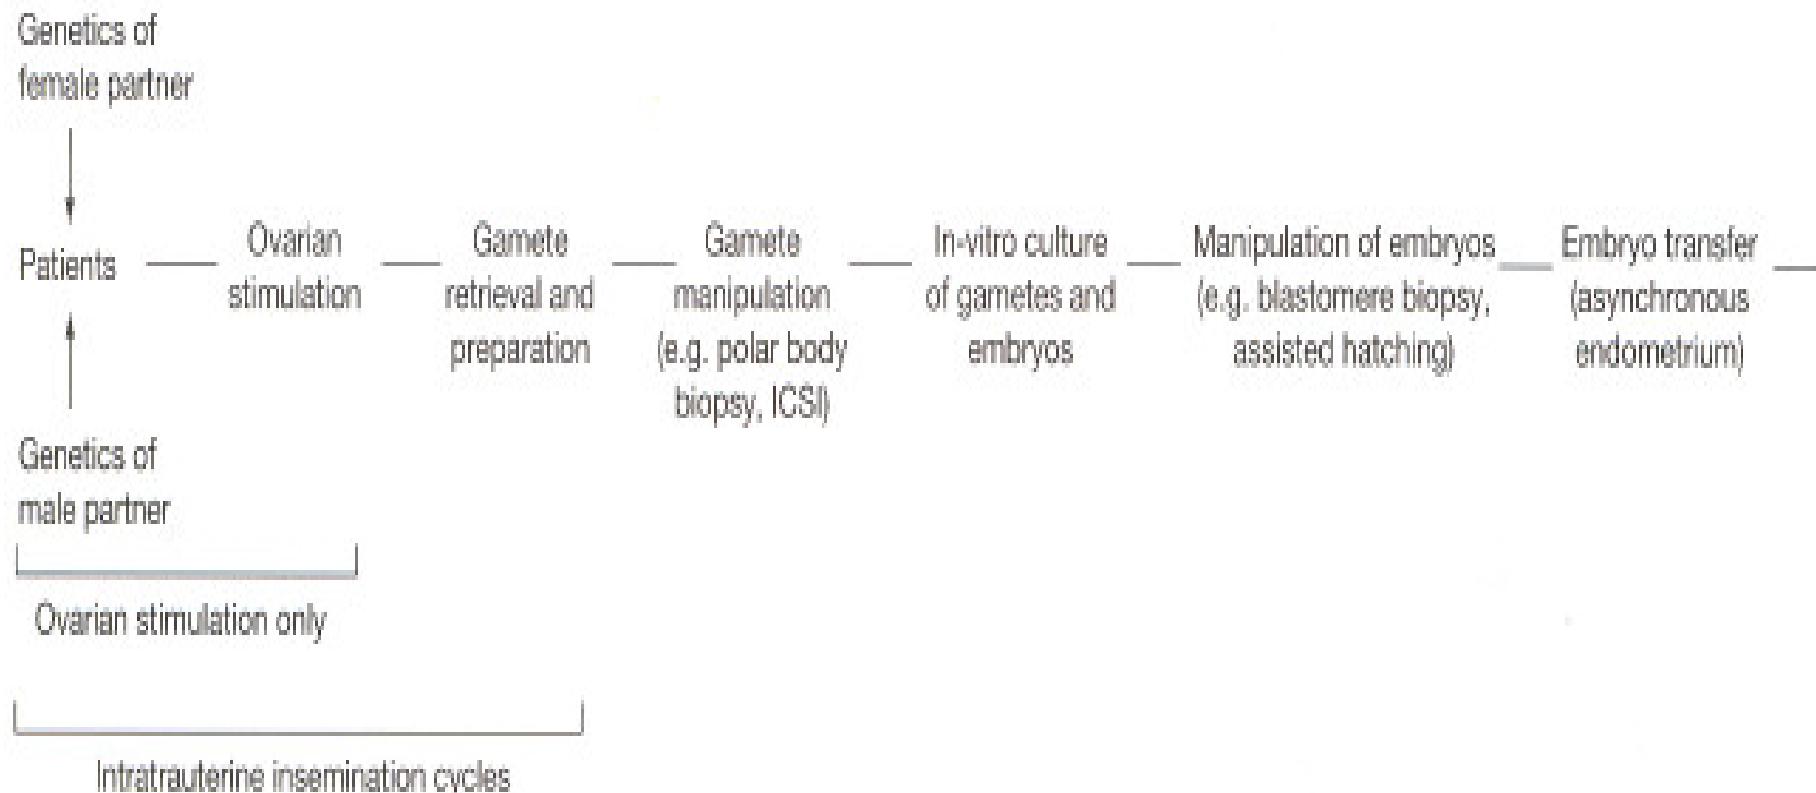 Genetics of
female partner
Patients
Ovarian
stimulation
Gamete
retrieval and
preparation
Gamete
manipulation
(e.g. polar body
biopsy, ICSI)
In-vitro culture
of gametes and
embryos
Manipulation of embryos
(e.g. blastomere biopsy,
assisted hatching)
Embryo transfer
(asynchronous
endometrium)
Genetics of
male partner
Ovarian stimulation only
Intratrauterine insemination cycles